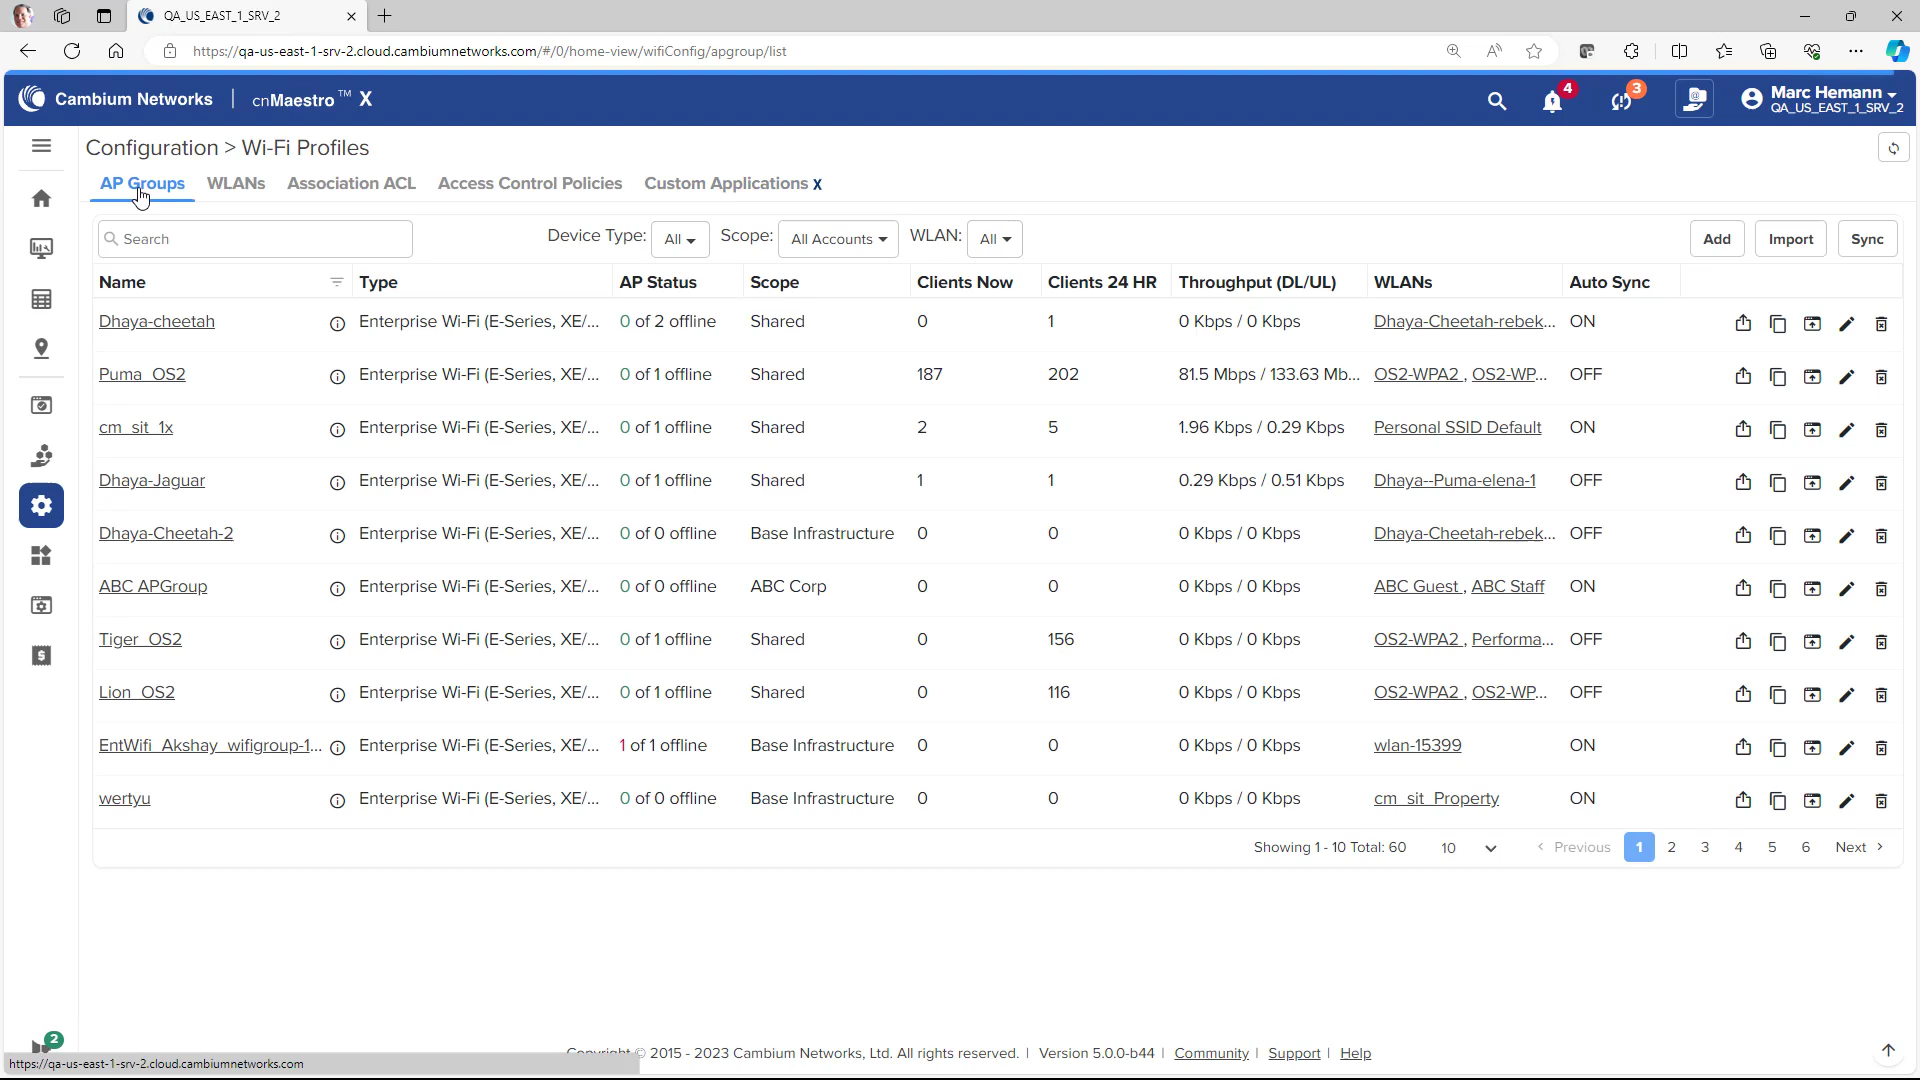 QA_US_EAST_1_SRV_2
https://qa-us-east-1-srv-2.cloud.cambiumnetworks.com/#/0/home-view/wifiConfig/apgroup/list
Cambium Networks | cnMaestro™ X
4
3
Marc Hemann
QA_US_EAST_1_SRV_2
Configuration > Wi-Fi Profiles
AP Groups WLANs Association ACL Access Control Policies Custom Applications X
Search Device Type: All Scope: All Accounts WLAN: All Add Import Sync
Name Type AP Status Scope Clients Now Clients 24 HR Throughput (DL/UL) WLANs Auto Sync
Dhaya-cheetah Enterprise Wi-Fi (E-Series, XE/... 0 of 2 offline Shared 0 1 0 Kbps / 0 Kbps Dhaya-Cheetah-rebek... ON
Puma_OS2 Enterprise Wi-Fi (E-Series, XE/... 0 of 1 offline Shared 187 202 81.5 Mbps / 133.63 Mb... OS2-WPA2 , OS2-WP... OFF
cm_sit_1x Enterprise Wi-Fi (E-Series, XE/... 0 of 1 offline Shared 2 5 1.96 Kbps / 0.29 Kbps Personal SSID Default ON
Dhaya-Jaguar Enterprise Wi-Fi (E-Series, XE/... 0 of 1 offline Shared 1 1 0.29 Kbps / 0.51 Kbps Dhaya--Puma-elena-1 OFF
Dhaya-Cheetah-2 Enterprise Wi-Fi (E-Series, XE/... 0 of 0 offline Base Infrastructure 0 0 0 Kbps / 0 Kbps Dhaya-Cheetah-rebek... OFF
ABC APGroup Enterprise Wi-Fi (E-Series, XE/... 0 of 0 offline ABC Corp 0 0 0 Kbps / 0 Kbps ABC Guest , ABC Staff ON
Tiger_OS2 Enterprise Wi-Fi (E-Series, XE/... 0 of 1 offline Shared 0 156 0 Kbps / 0 Kbps OS2-WPA2 , Performa... OFF
Lion_OS2 Enterprise Wi-Fi (E-Series, XE/... 0 of 1 offline Shared 0 116 0 Kbps / 0 Kbps OS2-WPA2 , OS2-WP... OFF
EntWifi_Akshay_wifigroup-1... Enterprise Wi-Fi (E-Series, XE/... 1 of 1 offline Base Infrastructure 0 0 0 Kbps / 0 Kbps wlan-15399 ON
wertyu Enterprise Wi-Fi (E-Series, XE/... 0 of 0 offline Base Infrastructure 0 0 0 Kbps / 0 Kbps cm_sit_Property ON
Showing 1 - 10 Total: 60 10 Previous 1 2 3 4 5 6 Next
2
Copyright © 2015 - 2023 Cambium Networks, Ltd. All rights reserved. | Version 5.0.0-b44 | Community | Support | Help
https://qa-us-east-1-srv-2.cloud.cambiumnetworks.com